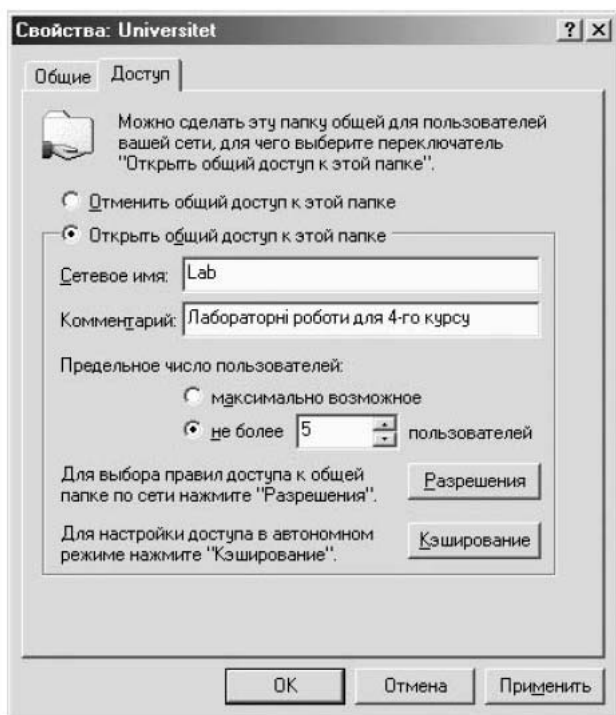 Свойства: Universitet
Общие
Доступ
Можно сделать эту папку общей для пользователей
вашей сети, для чего выберите переключатель
"Открыть общий доступ к этой папке".
Отменить общий доступ к этой папке
Открыть общий доступ к этой папке
Сетевое имя: Lab
Комментарий: Лабораторні роботи для 4-го курсу
Предельное число пользователей:
максимально возможное
не более 5 пользователей
Для выбора правил доступа к общей
папке по сети нажмите "Разрешения".
Разрешения
Для настройки доступа в автономном
режиме нажмите "Кэширование".
Кэширование
OK
Отмена
Применить